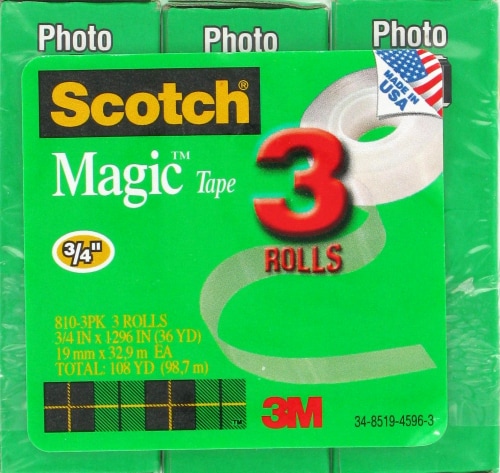 Photo Photo Photo
MADE IN
USA
Scotch®
Magic™ Tape
3
ROLLS
3/4"
810-3PK 3 ROLLS
3/4 IN x 1296 IN (36 YD)
19 mm x 32,9 m EA
TOTAL: 108 YD (98,7 m)
TM
3M
34-8519-4596-3